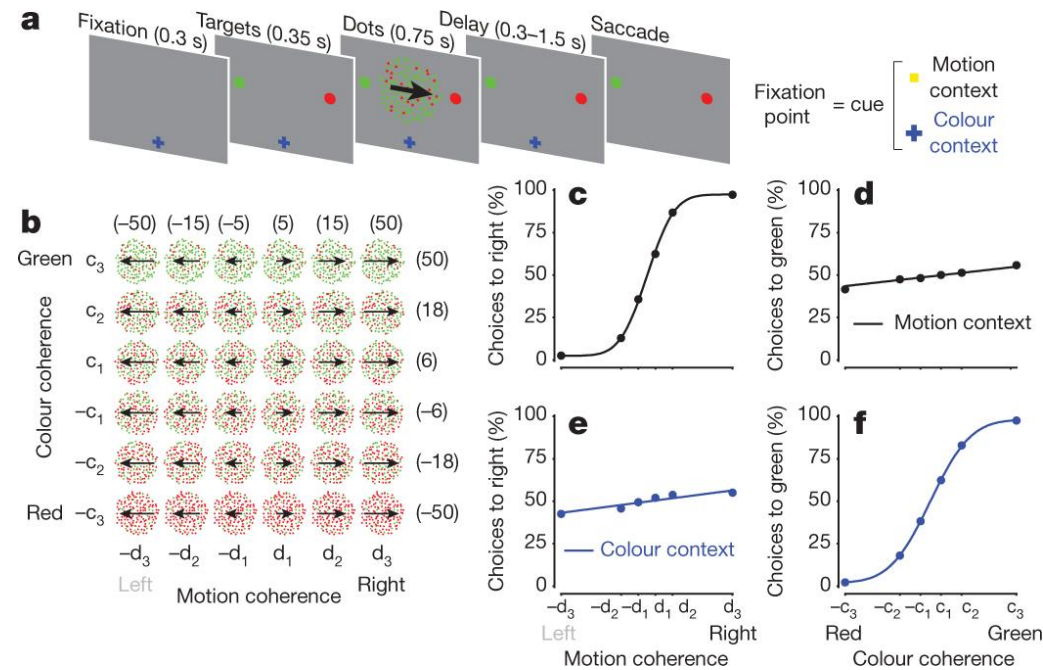 a
Fixation (0.3 s)
Targets (0.35 s)
Dots (0.75 s)
Delay (0.3–1.5 s)
Saccade
Fixation point = cue
Motion context
Colour context
b
(–50) (–15) (–5) (5) (15) (50)
Green c3 (50)
c2 (18)
c1 (6)
–c1 (–6)
–c2 (–18)
Red –c3 (–50)
Colour coherence
–d3 –d2 –d1 d1 d2 d3
Left Right
Motion coherence
c
Choices to right (%)
100
75
50
25
0
d
Choices to green (%)
100
75
50
25
0
Motion context
e
Choices to right (%)
100
75
50
25
0
Colour context
–d3 –d2 –d1 d1 d2 d3
Left Right
Motion coherence
f
Choices to green (%)
100
75
50
25
0
–c3 –c2 –c1 c1 c2 c3
Red Green
Colour coherence